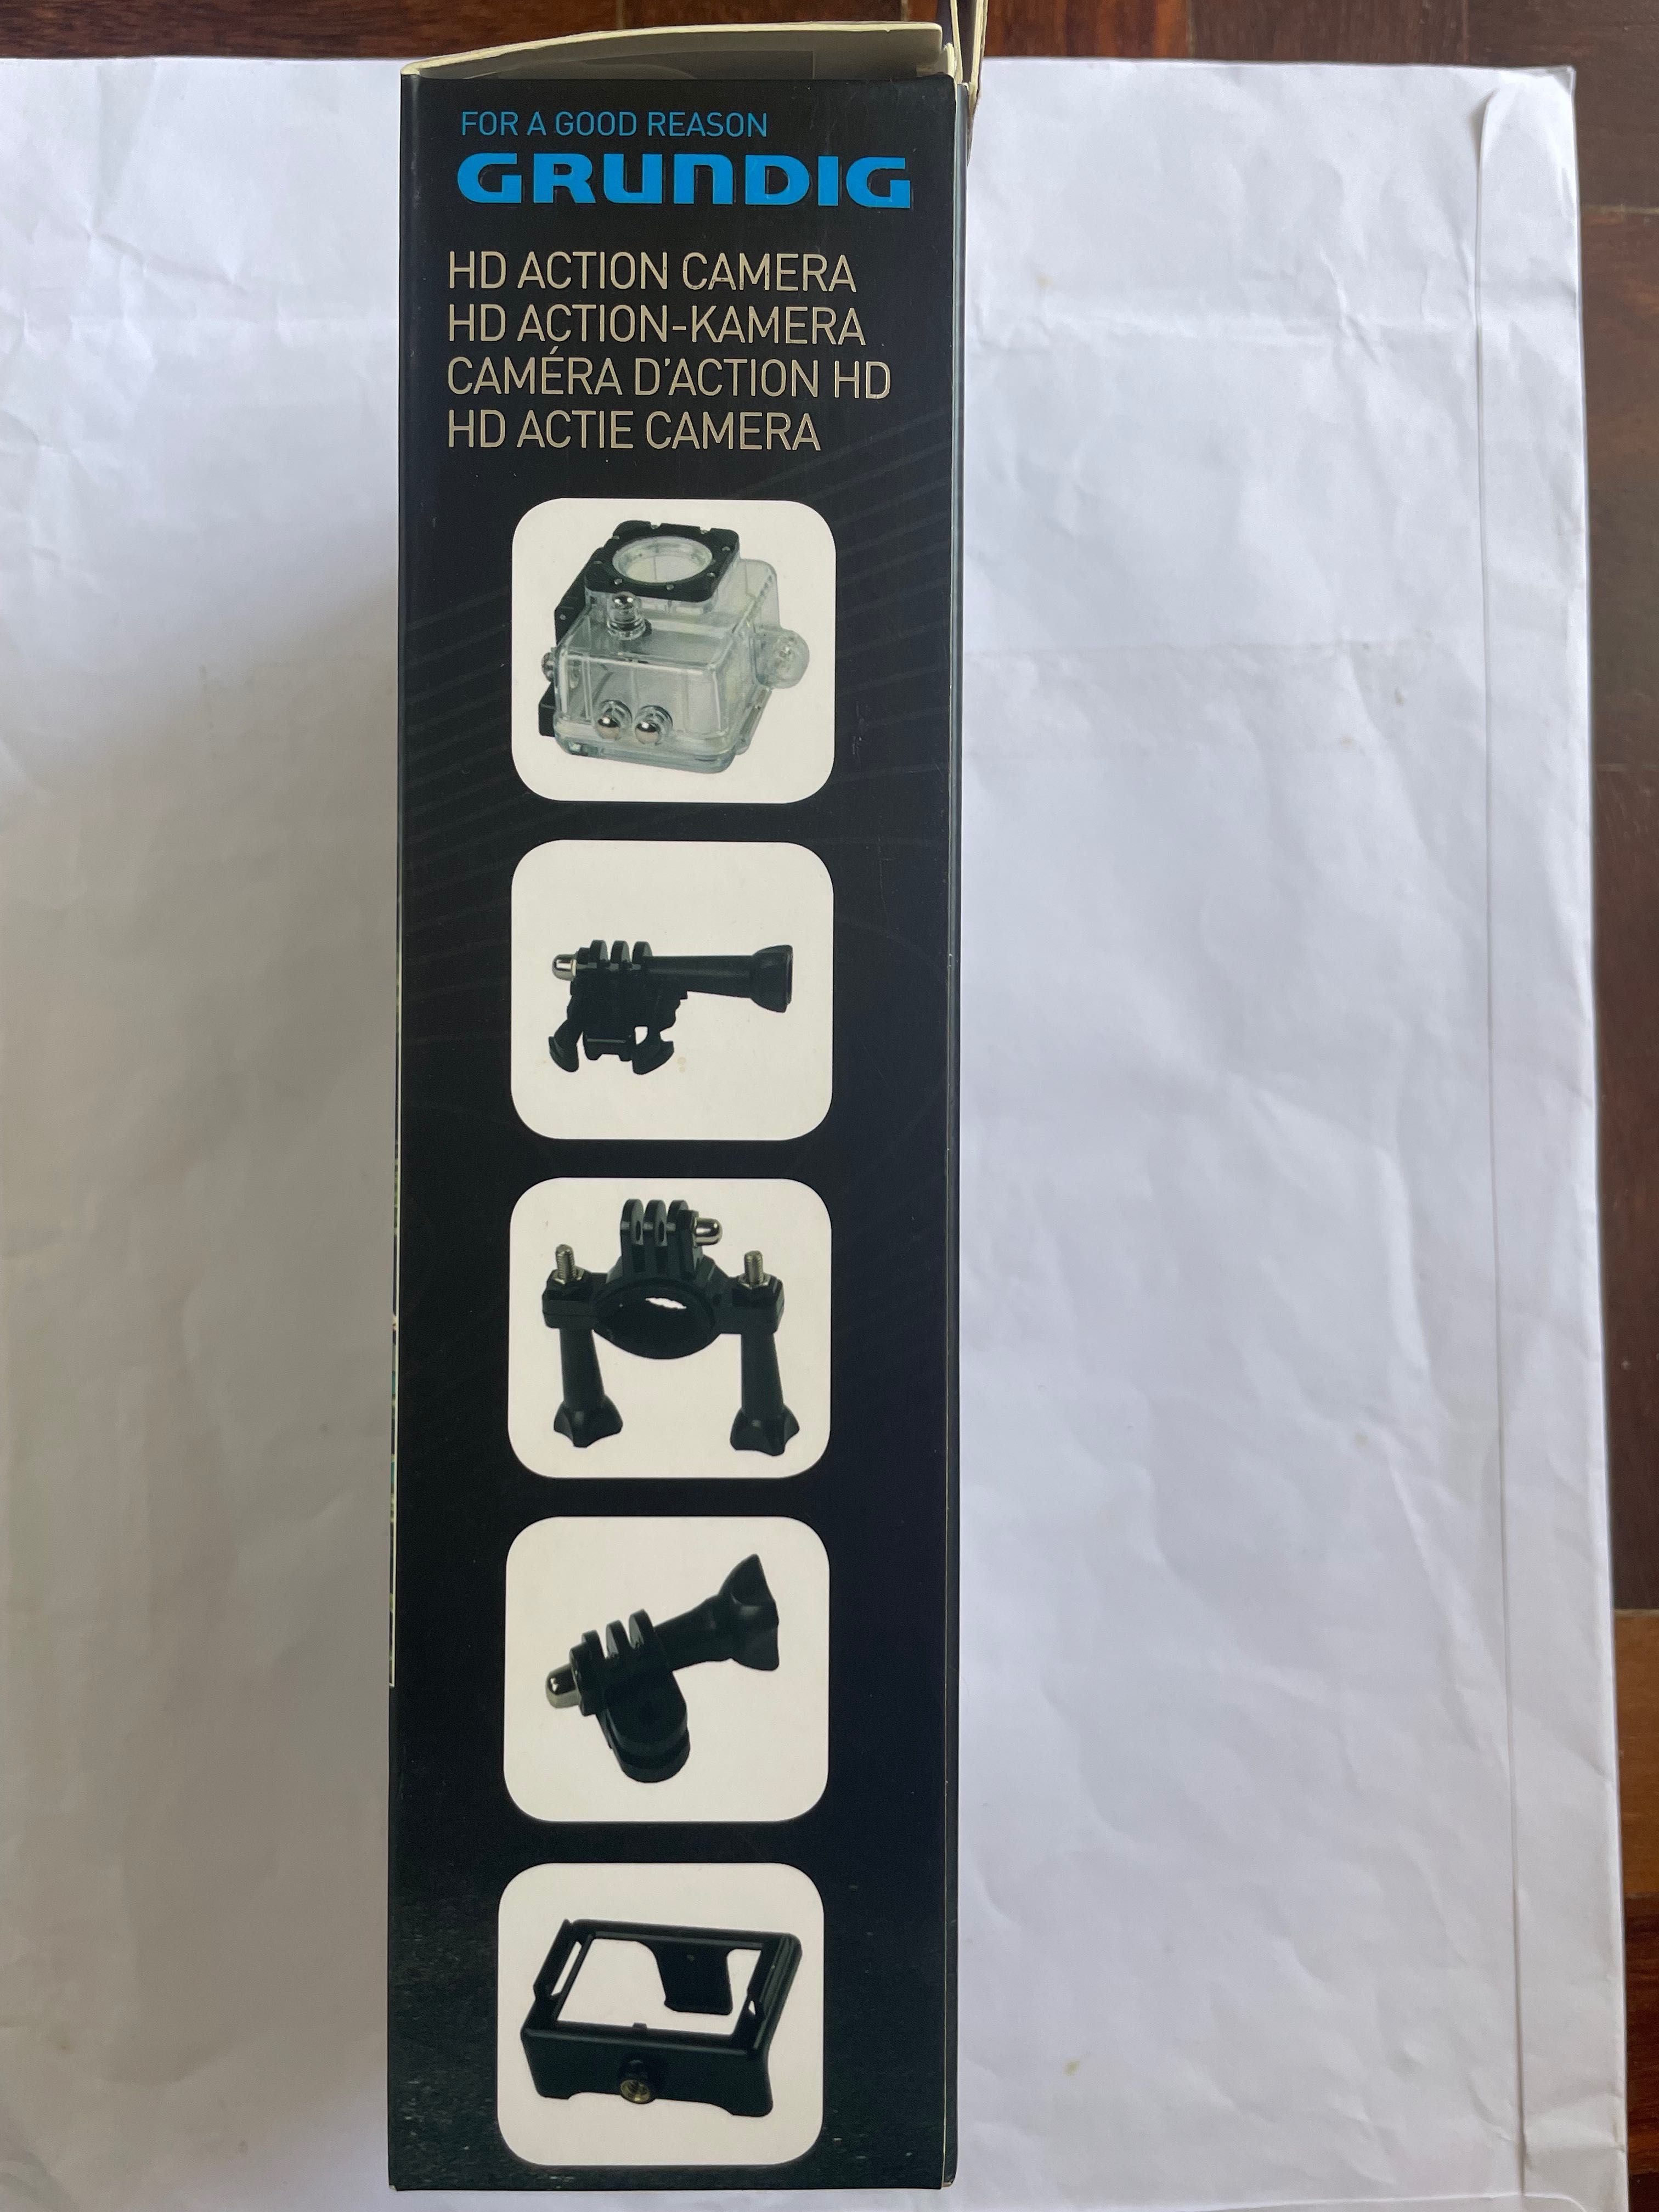 FOR A GOOD REASON
GRUNDIG
HD ACTION CAMERA
HD ACTION-KAMERA
CAMÉRA D'ACTION HD
HD ACTIE CAMERA